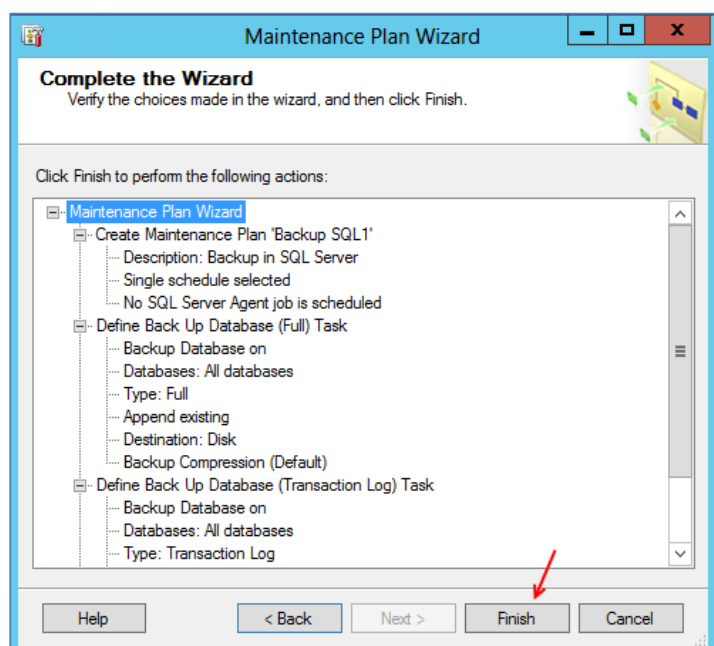 Maintenance Plan Wizard
Complete the Wizard
Verify the choices made in the wizard, and then click Finish.
Click Finish to perform the following actions:
Maintenance Plan Wizard
Create Maintenance Plan 'Backup SQL1'
Description: Backup in SQL Server
Single schedule selected
No SQL Server Agent job is scheduled
Define Back Up Database (Full) Task
Backup Database on
Databases: All databases
Type: Full
Append existing
Destination: Disk
Backup Compression (Default)
Define Back Up Database (Transaction Log) Task
Backup Database on
Databases: All databases
Type: Transaction Log
Help < Back Next > Finish Cancel